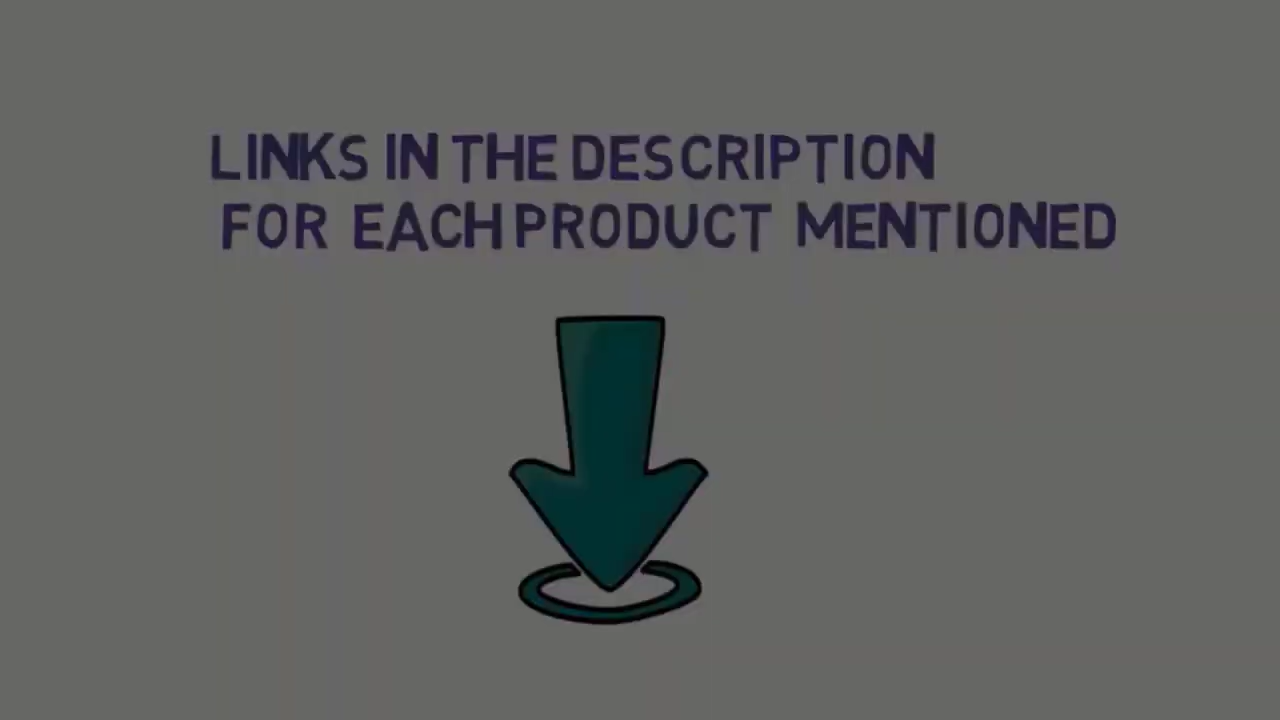 LINKS IN THE DESCRIPTION
FOR EACH PRODUCT MENTIONED